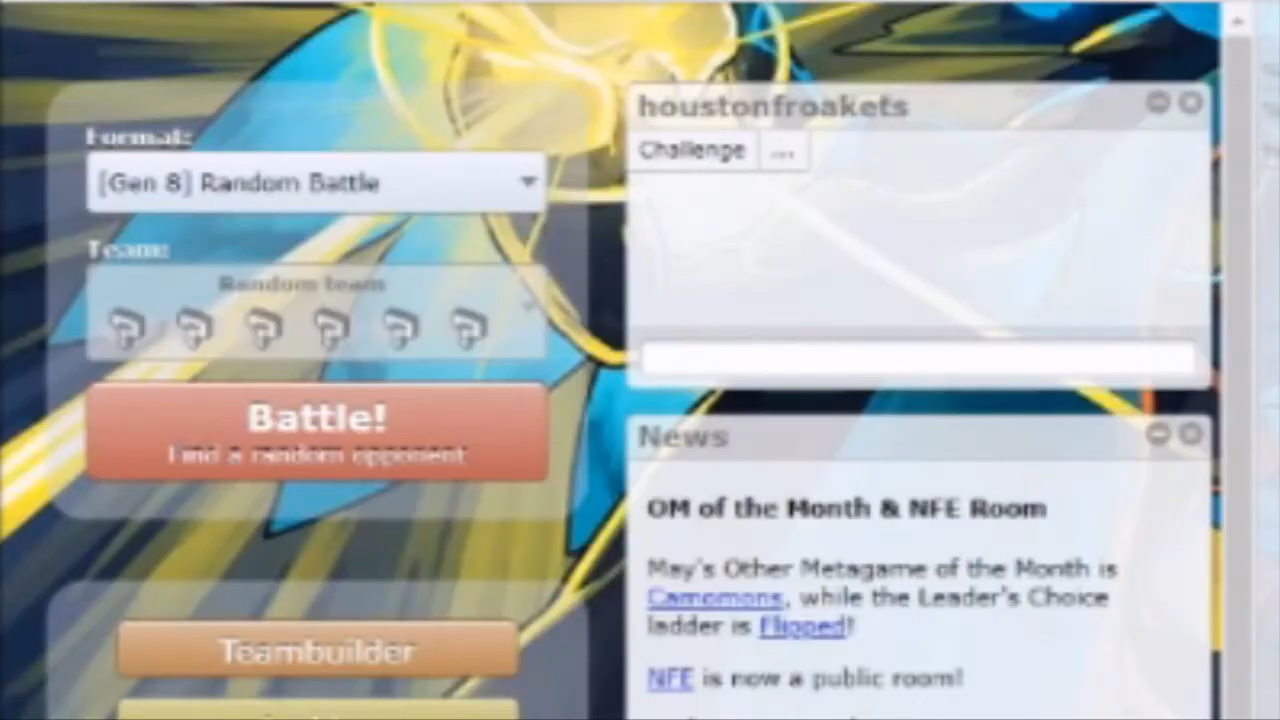 Format:
[Gen 8] Random Battle
Team:
Random team
Battle!
Find a random opponent
Teambuilder
houstonfroakets
Challenge ...
News
OM of the Month & NFE Room
May's Other Metagame of the Month is
Camomons, while the Leader's Choice
ladder is Flipped!
NFE is now a public room!